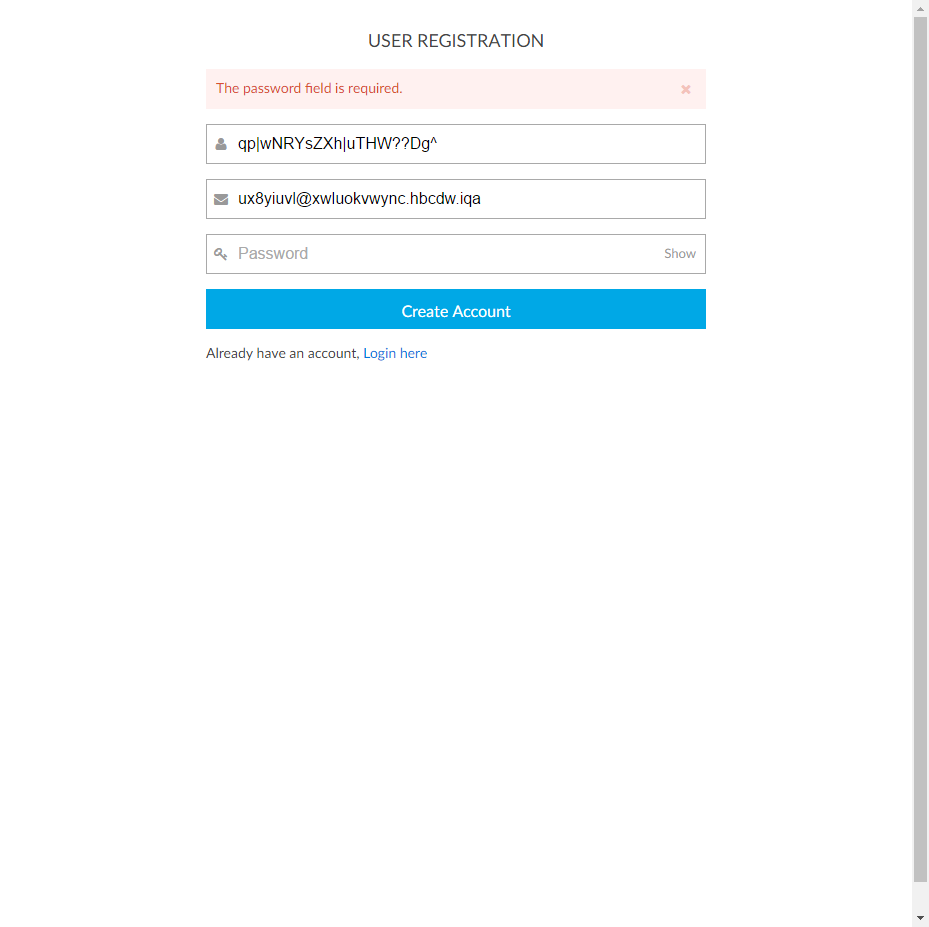 USER REGISTRATION
The password field is required.
qp|wNRYsZXh|uTHW??Dg^
ux8yiuvl@xwluokvwync.hbcdw.iqa
Password Show
Create Account
Already have an account, Login here